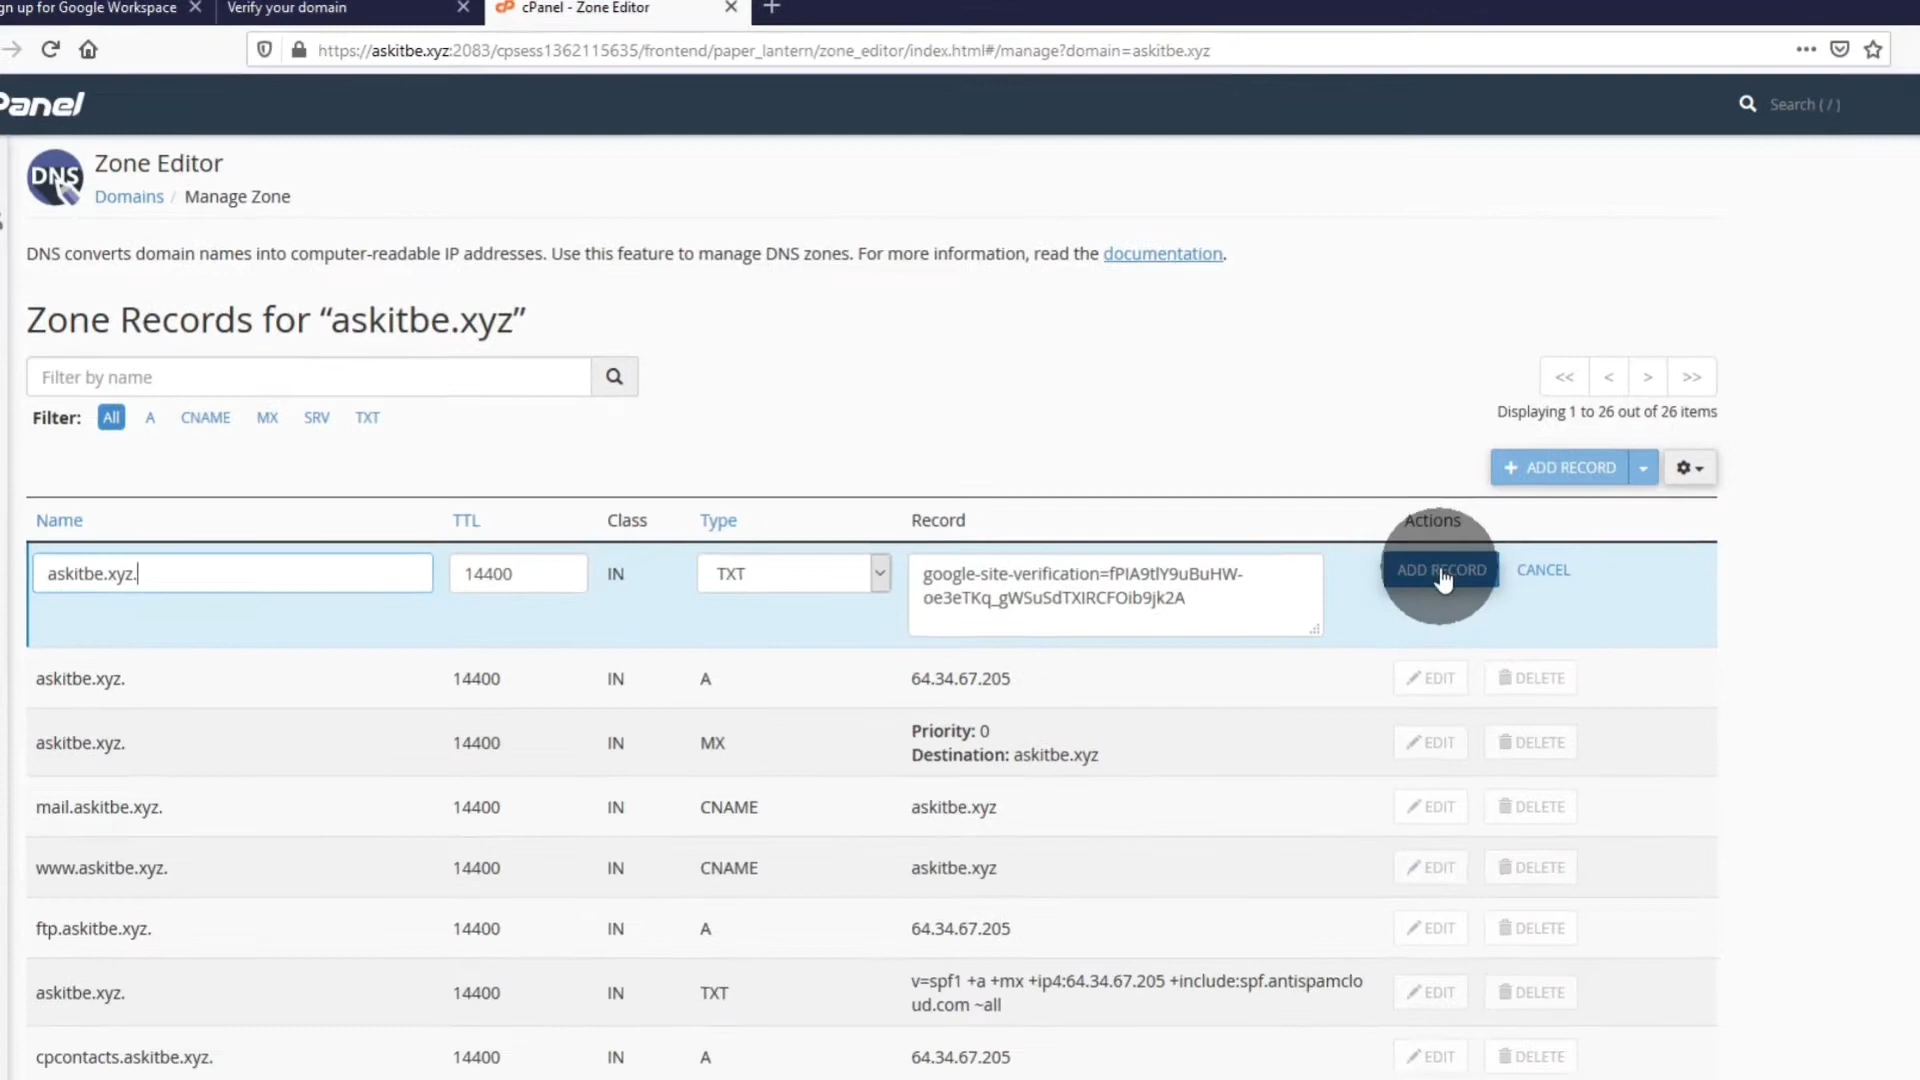 gn up for Google Workspace
Verify your domain
cPanel - Zone Editor
https://askitbe.xyz:2083/cpsess1362115635/frontend/paper_lantern/zone_editor/index.html#/manage?domain=askitbe.xyz
Panel
Search ( / )
DNS
Zone Editor
Domains / Manage Zone
DNS converts domain names into computer-readable IP addresses. Use this feature to manage DNS zones. For more information, read the documentation.
Zone Records for “askitbe.xyz”
Filter by name
<< < > >>
Filter: All A CNAME MX SRV TXT
Displaying 1 to 26 out of 26 items
+ ADD RECORD
Name TTL Class Type Record Actions
askitbe.xyz. 14400 IN TXT google-site-verification=fPIA9tlY9uBuHW-
oe3eTKq_gWSuSdTXIRCFOib9jk2A
ADD RECORD CANCEL
askitbe.xyz. 14400 IN A 64.34.67.205 EDIT DELETE
askitbe.xyz. 14400 IN MX Priority: 0
Destination: askitbe.xyz EDIT DELETE
mail.askitbe.xyz. 14400 IN CNAME askitbe.xyz EDIT DELETE
www.askitbe.xyz. 14400 IN CNAME askitbe.xyz EDIT DELETE
ftp.askitbe.xyz. 14400 IN A 64.34.67.205 EDIT DELETE
askitbe.xyz. 14400 IN TXT v=spf1 +a +mx +ip4:64.34.67.205 +include:spf.antispamclo
ud.com ~all EDIT DELETE
cpcontacts.askitbe.xyz. 14400 IN A 64.34.67.205 EDIT DELETE